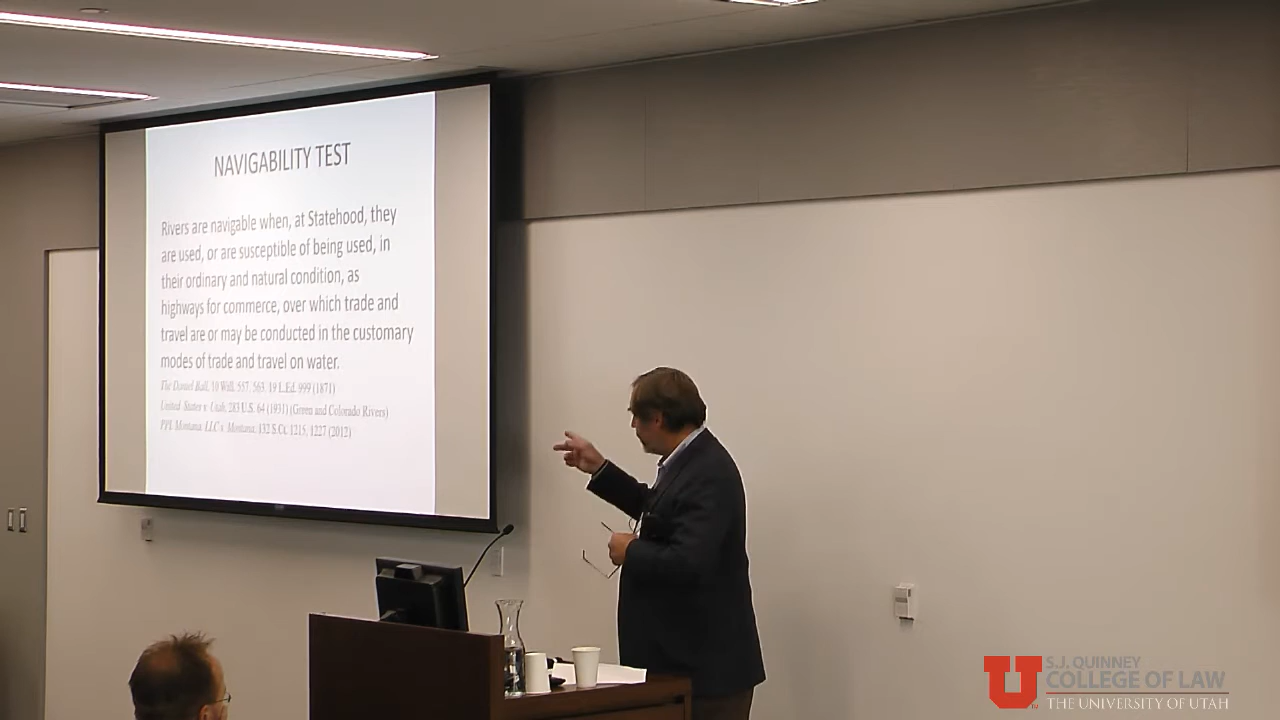 NAVIGABILITY TEST
Rivers are navigable when, at Statehood, they
are used, or are susceptible of being used, in
their ordinary and natural condition, as
highways for commerce, over which trade and
travel are or may be conducted in the customary
modes of trade and travel on water.
The Daniel Ball, 10 Wall. 557, 563, 19 L.Ed. 999 (1871)
United States v. Utah, 283 U.S. 64 (1931) (Green and Colorado Rivers)
PPL Montana, LLC v. Montana, 132 S.Ct. 1215, 1227 (2012)
U
S.J. QUINNEY
COLLEGE OF LAW
THE UNIVERSITY OF UTAH